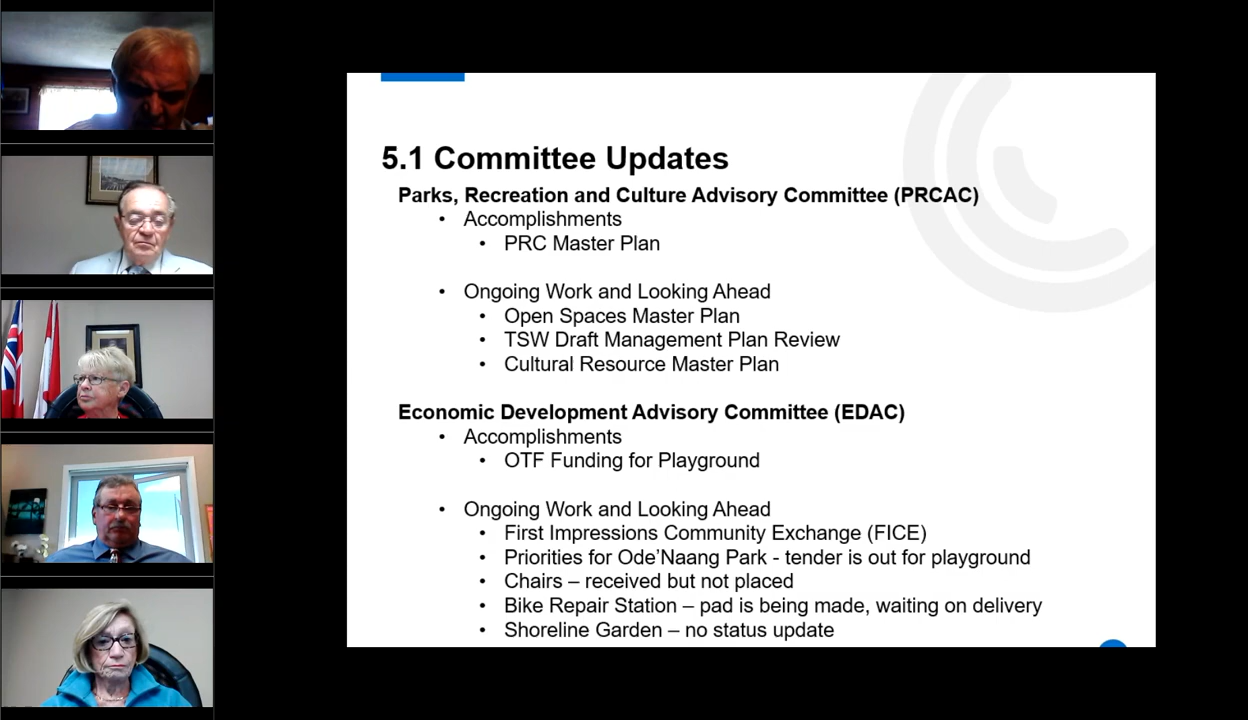 5.1 Committee Updates
Parks, Recreation and Culture Advisory Committee (PRCAC)
• Accomplishments
• PRC Master Plan
• Ongoing Work and Looking Ahead
• Open Spaces Master Plan
• TSW Draft Management Plan Review
• Cultural Resource Master Plan
Economic Development Advisory Committee (EDAC)
• Accomplishments
• OTF Funding for Playground
• Ongoing Work and Looking Ahead
• First Impressions Community Exchange (FICE)
• Priorities for Ode’Naang Park - tender is out for playground
• Chairs – received but not placed
• Bike Repair Station – pad is being made, waiting on delivery
• Shoreline Garden – no status update